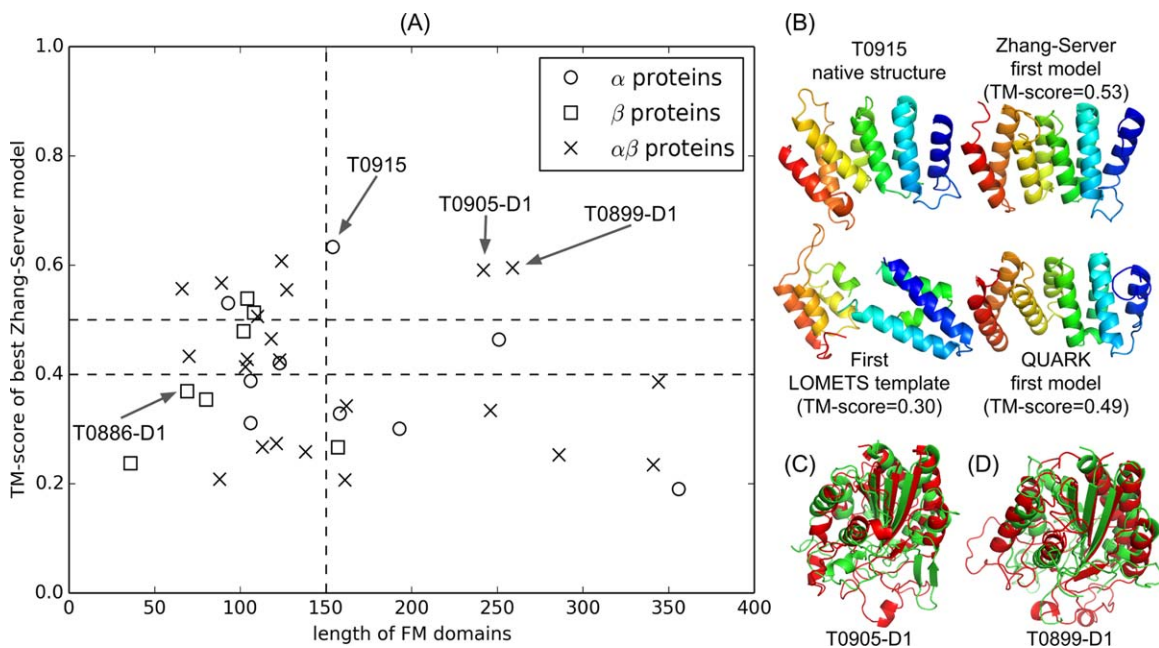 (A)
TM-score of best Zhang-Server model
1.0
0.8
0.6
0.4
0.2
0.0
0
50
100
150
200
250
300
350
400
length of FM domains
α proteins
β proteins
αβ proteins
T0915
T0905-D1
T0899-D1
T0886-D1
(B)
T0915
native structure
Zhang-Server
first model
(TM-score=0.53)
First
LOMETS template
(TM-score=0.30)
QUARK
first model
(TM-score=0.49)
(C)
T0905-D1
(D)
T0899-D1